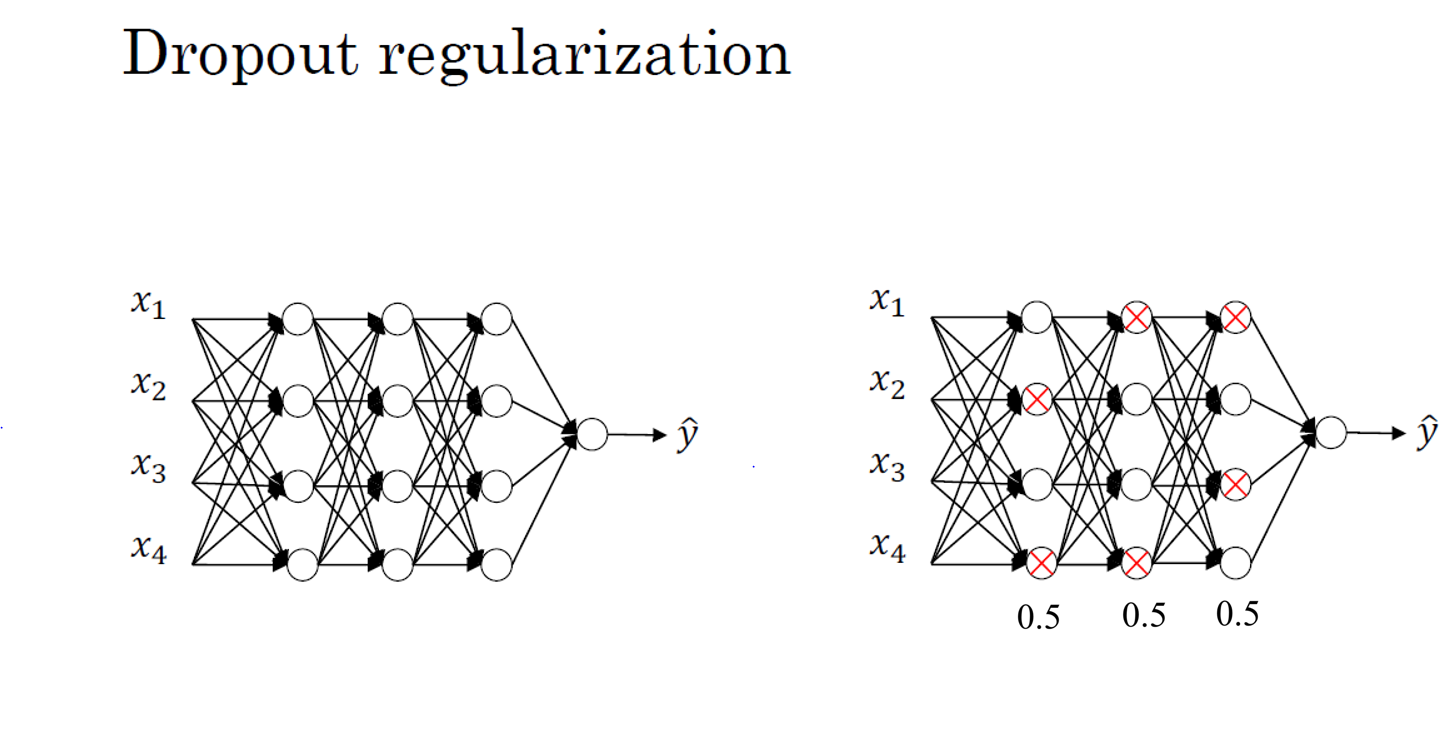 Dropout regularization
x₁
x₂
x₃
x₄
ŷ
x₁
x₂
x₃
x₄
ŷ
0.5 0.5 0.5